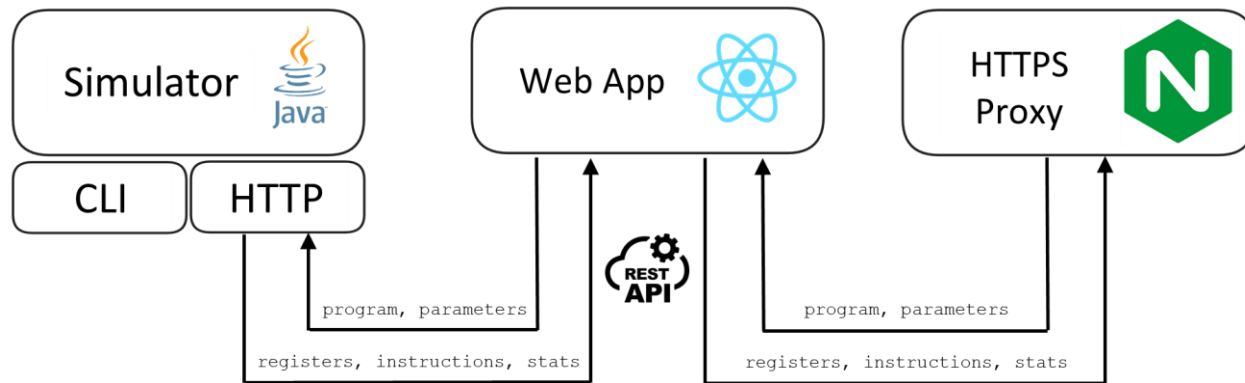 Simulator
Java
CLI
HTTP
Web App
HTTPS
Proxy
N
REST
API
program, parameters
registers, instructions, stats
program, parameters
registers, instructions, stats